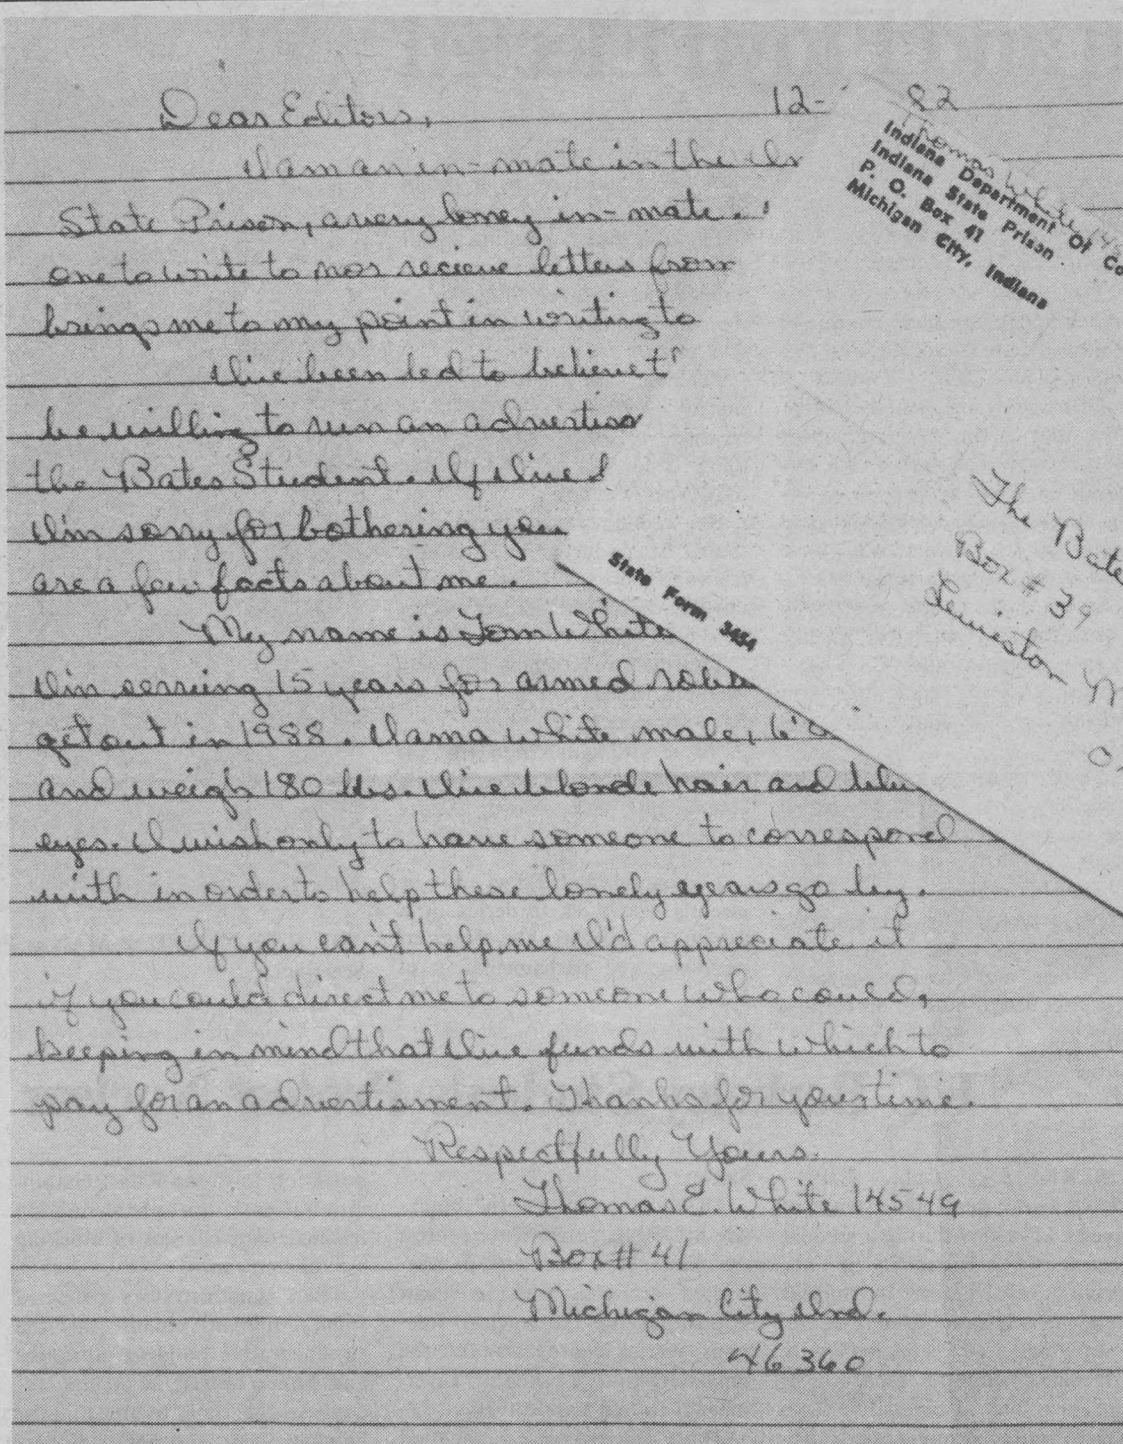 12- 82
Dear Editors,
I am an in-mate in the
State Prison, a very loney in-mate.
one to write to nor recieve letters from
brings me to my point in writing to
I've been led to believe
be willing to run an advertis
the Bates Student. If I've
I'm sorry for bothering you
are a few facts about me.
My name is Tom White
I'm serving 15 years for armed robb
get out in 1988. I am a white male, 6'
and weigh 180 lbs. I've blonde hair and blu
eyes. I wish only to have someone to correspond
with in order to help these lonely years go by.
If you can't help me I'd appreciate it
if you could direct me to someone who could,
keeping in mind that I've funds with which to
pay for an advertisment. Thanks for your time.
Respectfully Yours.
Thomas E. White 14549
Box # 41
Michigan City Ind.
46360
Thomas White 145
Indiana Department Of Co
Indiana State Prison
P. O. Box 41
Michigan City, Indiana
The Bate
Box # 39
Lewiston M
State Form 3454